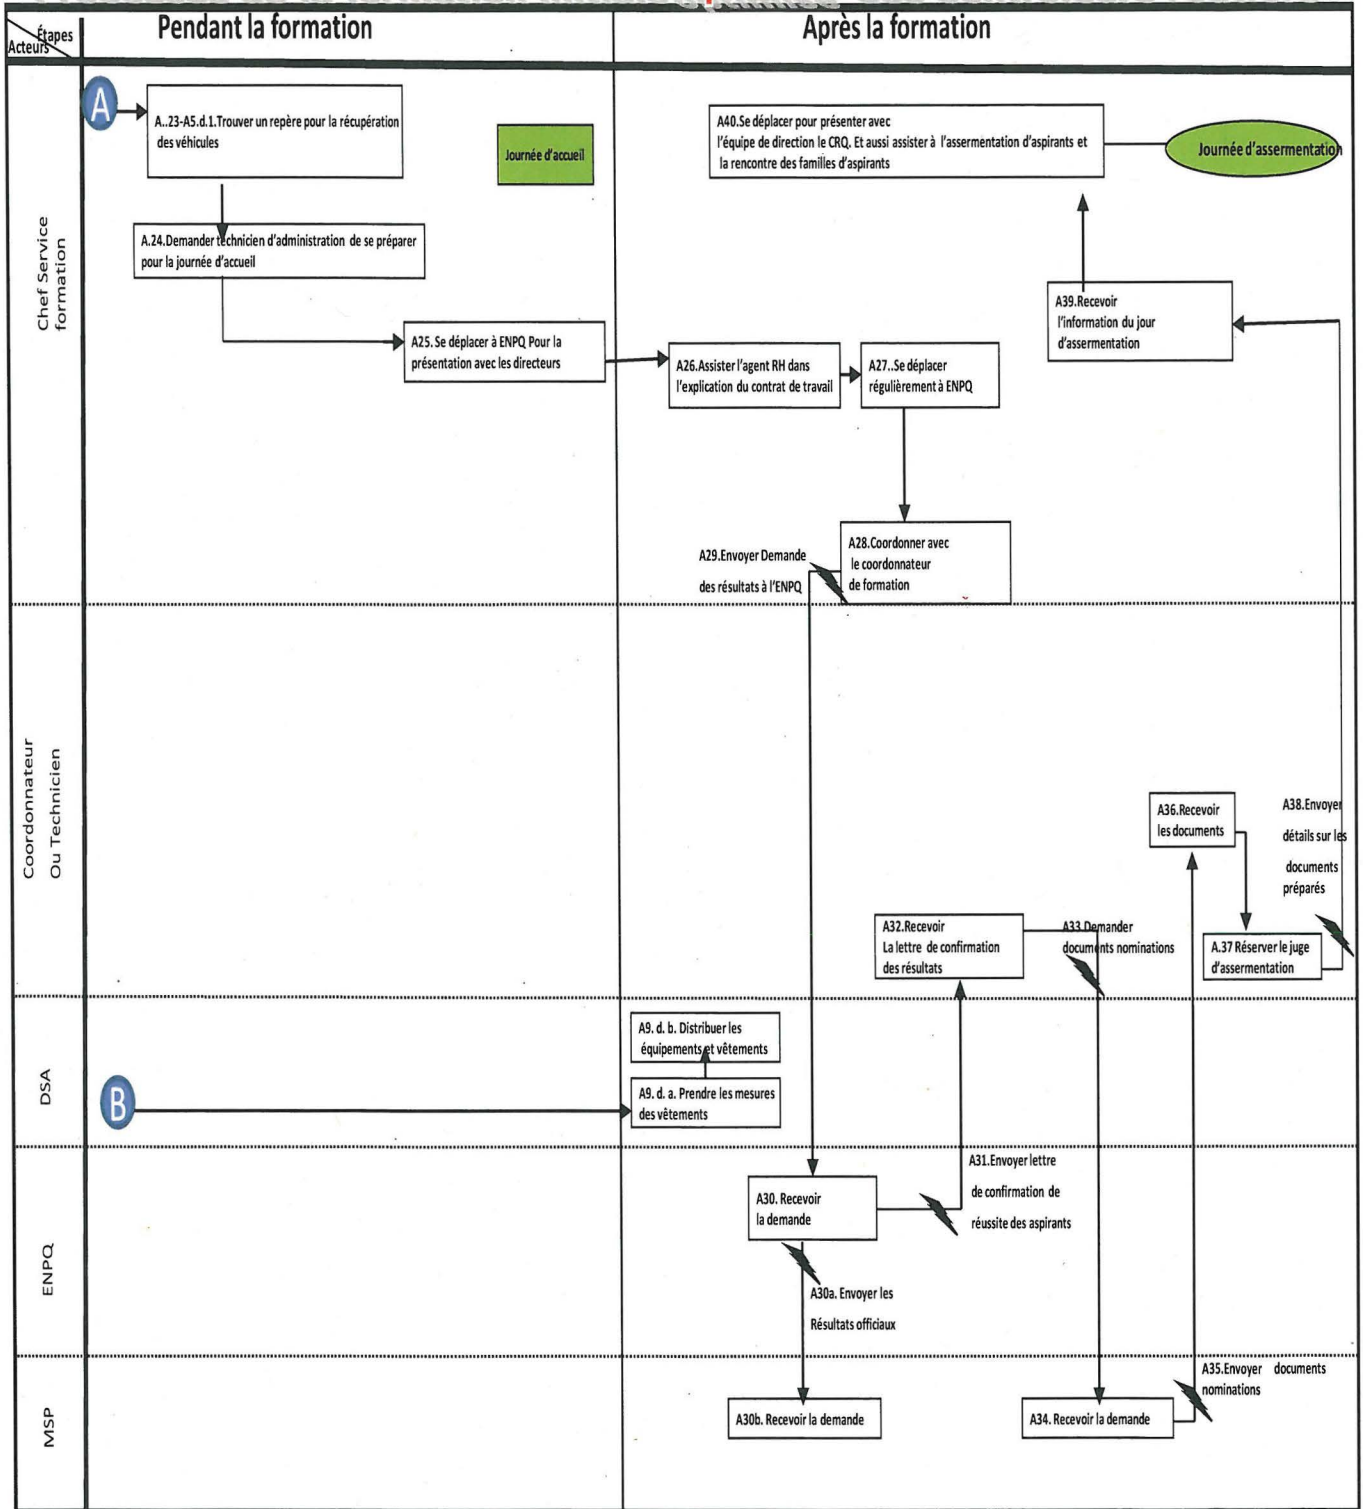 optimisé
Étapes
Acteurs
Pendant la formation
Après la formation
A
A..23-A5.d.1.Trouver un repère pour la récupération
des véhicules
Journée d'accueil
A40.Se déplacer pour présenter avec
l'équipe de direction le CRQ. Et aussi assister à l'assermentation d'aspirants et
la rencontre des familles d'aspirants
Journée d'assermentation
Chef Service
formation
A.24.Demander technicien d'administration de se préparer
pour la journée d'accueil
A25. Se déplacer à ENPQ Pour la
présentation avec les directeurs
A26.Assister l'agent RH dans
l'explication du contrat de travail
A27..Se déplacer
régulièrement à ENPQ
A39.Recevoir
l'information du jour
d'assermentation
A28.Coordonner avec
le coordonnateur
de formation
A29.Envoyer Demande
des résultats à l'ENPQ
Coordonnateur
Ou Technicien
A36.Recevoir
les documents
A38.Envoyer
détails sur les
documents
préparés
A32.Recevoir
La lettre de confirmation
des résultats
A33.Demander
documents nominations
A.37 Réserver le juge
d'assermentation
DSA
B
A9. d. b. Distribuer les
équipements et vêtements
A9. d. a. Prendre les mesures
des vêtements
ENPQ
A30. Recevoir
la demande
A31.Envoyer lettre
de confirmation de
réussite des aspirants
A30a. Envoyer les
Résultats officiaux
MSP
A30b. Recevoir la demande
A34. Recevoir la demande
A35.Envoyer documents
nominations